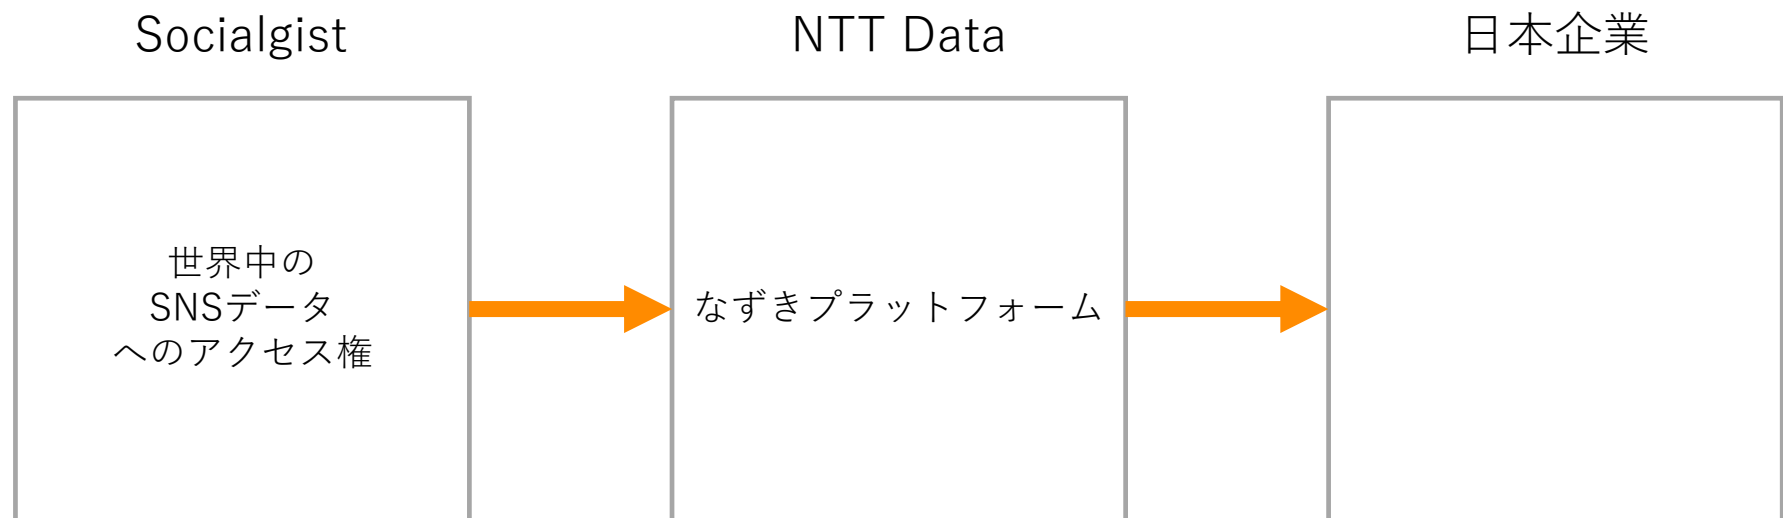 Socialgist
NTT Data
日本企業
世界中の
SNSデータ
へのアクセス権
なずきプラットフォーム